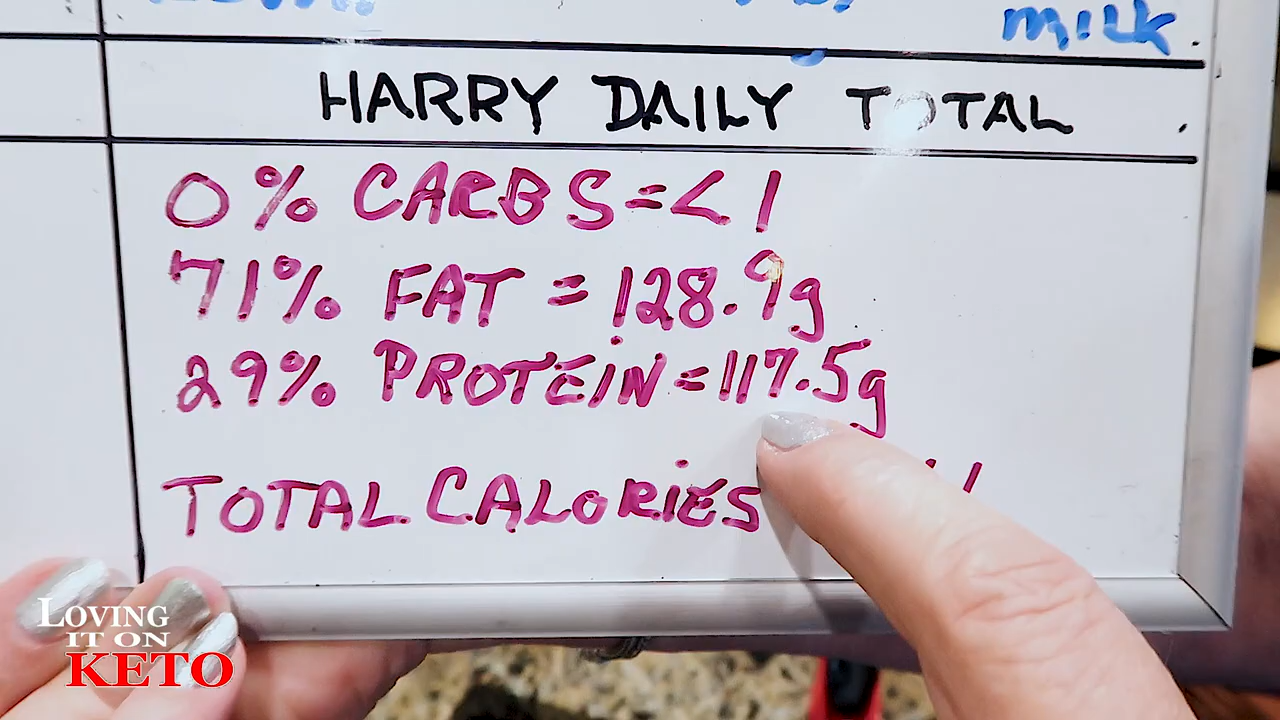 MILK
HARRY DAILY TOTAL
0% CARBS = < 1
71% FAT = 128.9g
29% PROTEIN = 117.5g
TOTAL CALORIES
LOVING
IT ON
KETO